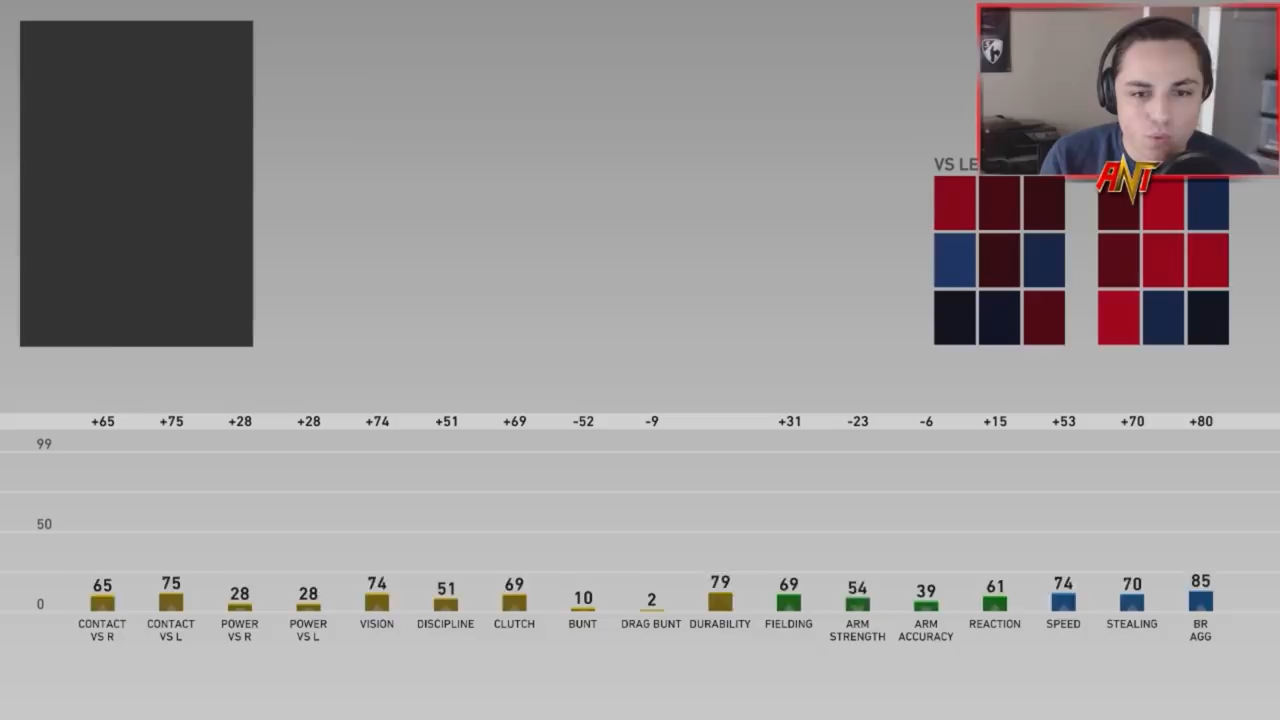 VS LE
ANT
+65 +75 +28 +28 +74 +51 +69 -52 -9 +31 -23 -6 +15 +53 +70 +80
99
50
0
65 75 28 28 74 51 69 10 2 79 69 54 39 61 74 70 85
CONTACT VS R
CONTACT VS L
POWER VS R
POWER VS L
VISION
DISCIPLINE
CLUTCH
BUNT
DRAG BUNT
DURABILITY
FIELDING
ARM STRENGTH
ARM ACCURACY
REACTION
SPEED
STEALING
BR AGG